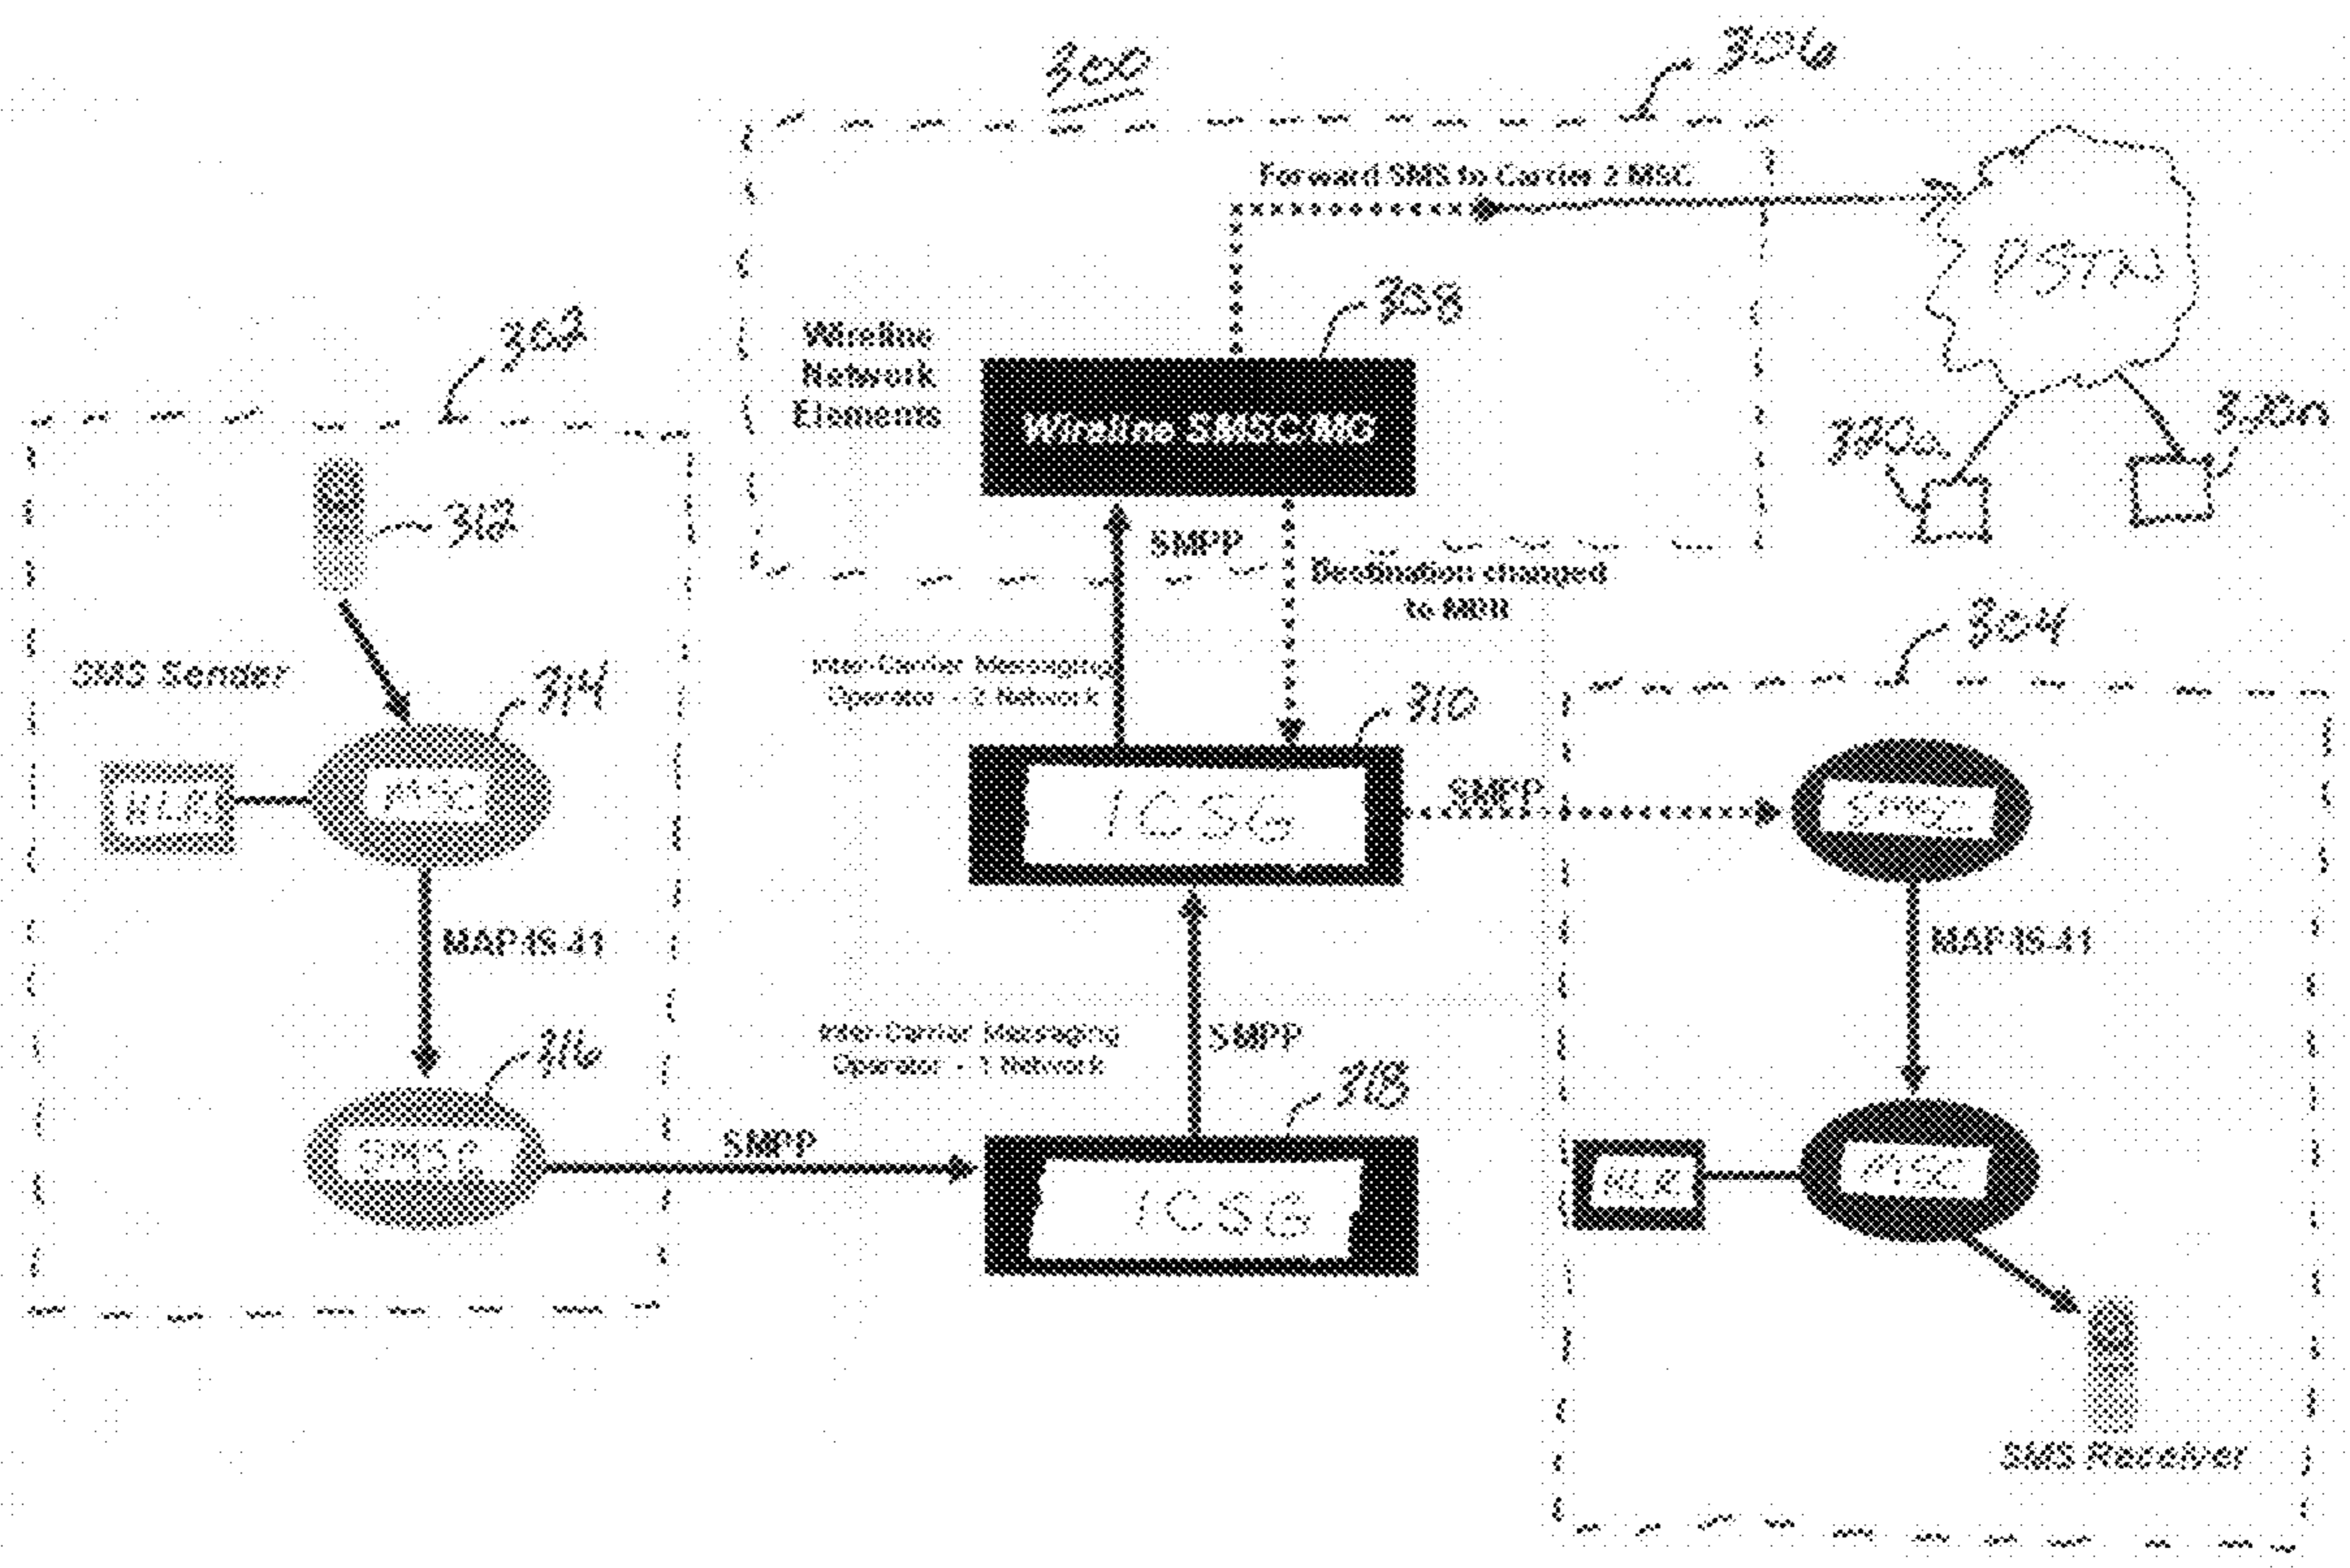 300
306
Forward SMS to Carrier 2 MSC
PSTN
308
302
Wireline
Network
Elements
Wireline SMSC/MG
320a
320n
312
SMPP
Destination changed
to MDN
304
SMS Sender
314
Inter-Carrier Messaging
Operator - 2 Network
310
HLR
MSC
ICSG
SMPP
SMSC
MAP-IS-41
MAP-IS-41
316
Inter-Carrier Messaging
Operator - 1 Network
SMPP
318
SMSC
SMPP
ICSG
HLR
MSC
SMS Receiver